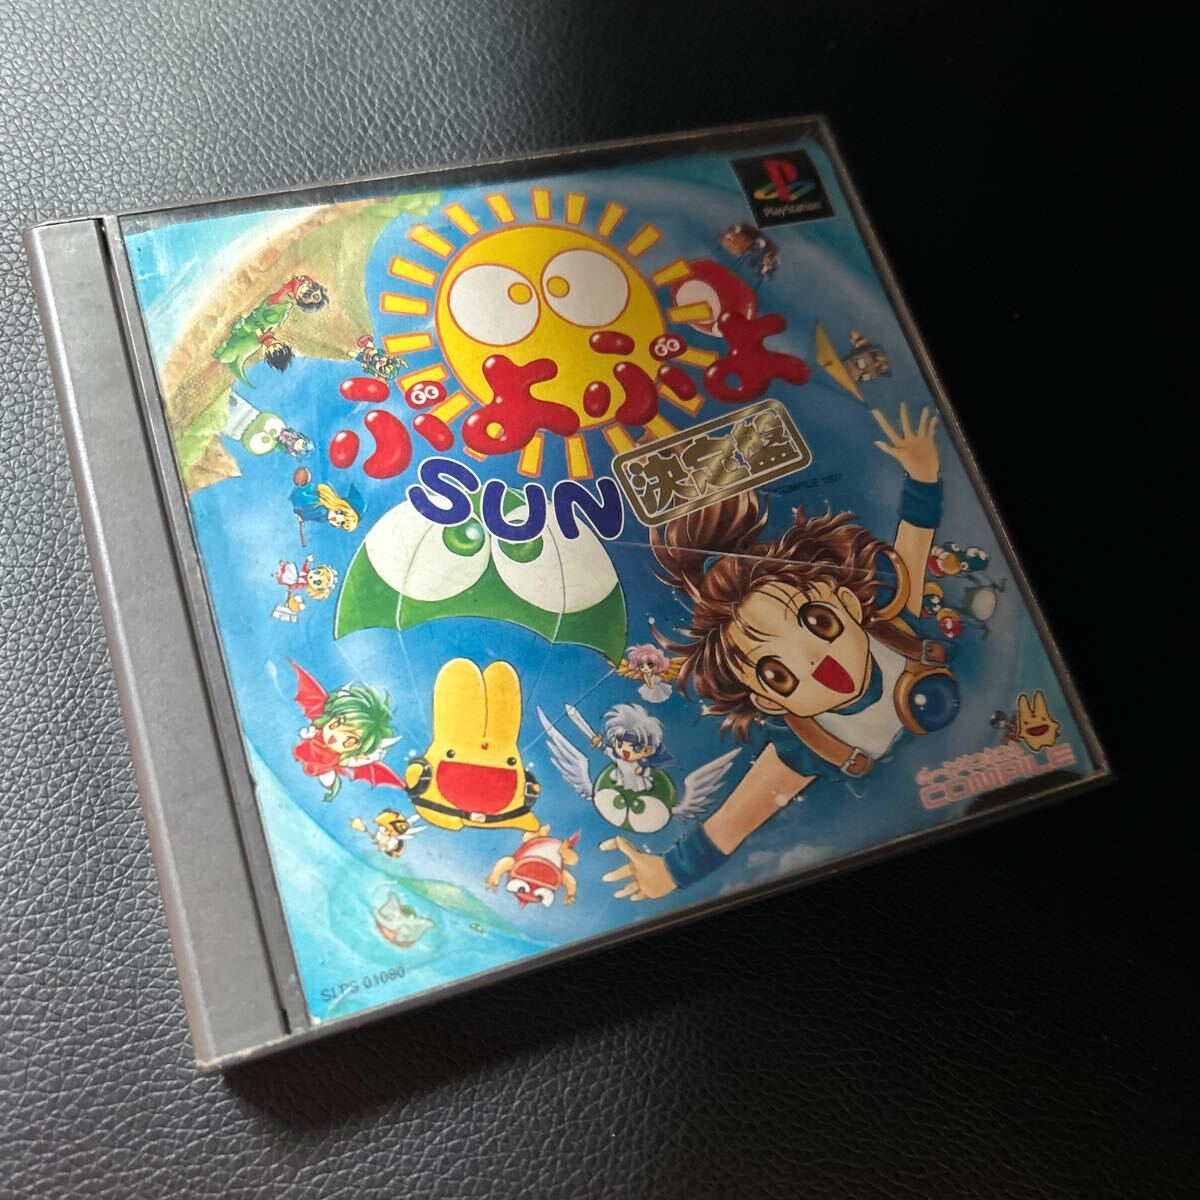 PlayStation
ぷよぷよ
SUN
決定盤
COMPILE 1997
COMPILE
SLPS 01080